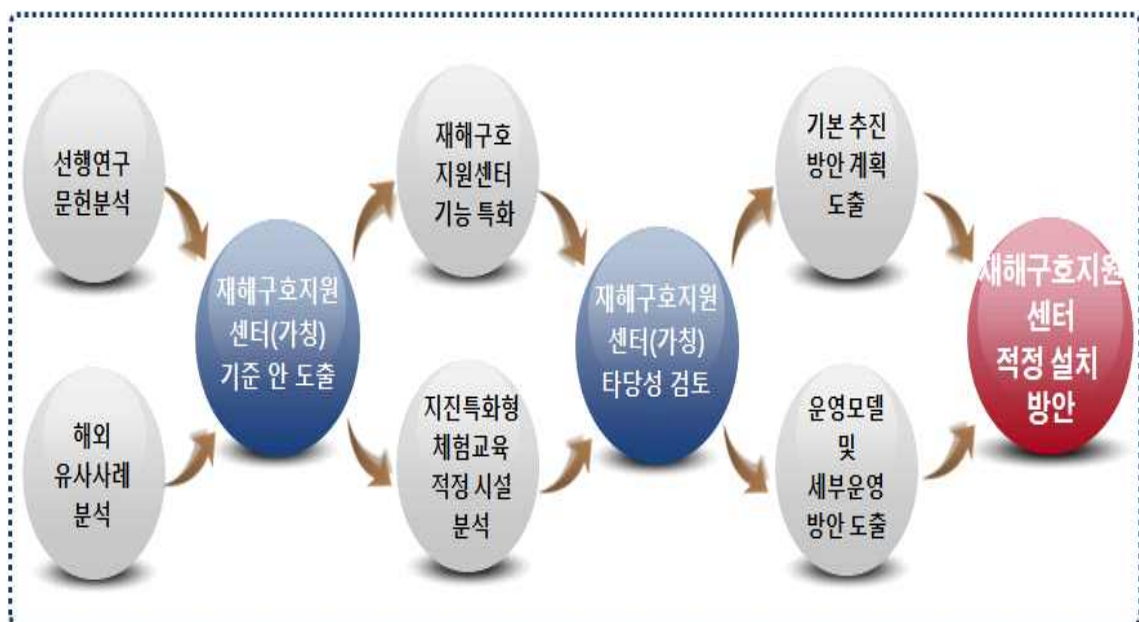 선행연구
문헌분석
해외
유사사례
분석
재해구호지원
센터(가칭)
기준 안 도출
재해구호
지원센터
기능 특화
지진특화형
체험교육
적정 시설
분석
재해구호지원
센터(가칭)
타당성 검토
기본 추진
방안 계획
도출
운영모델
및
세부운영
방안 도출
재해구호지원
센터
적정 설치
방안